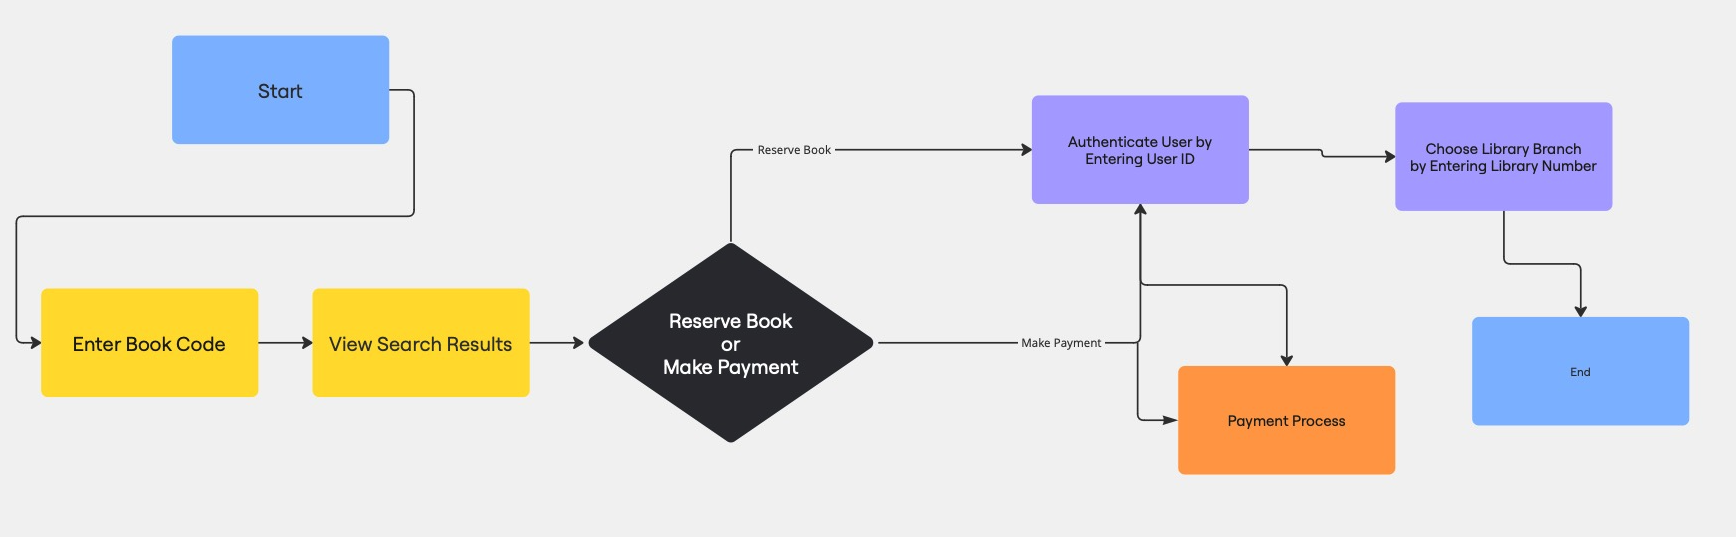 Start
Enter Book Code
View Search Results
Reserve Book
or
Make Payment
Reserve Book
Make Payment
Authenticate User by
Entering User ID
Choose Library Branch
by Entering Library Number
Payment Process
End